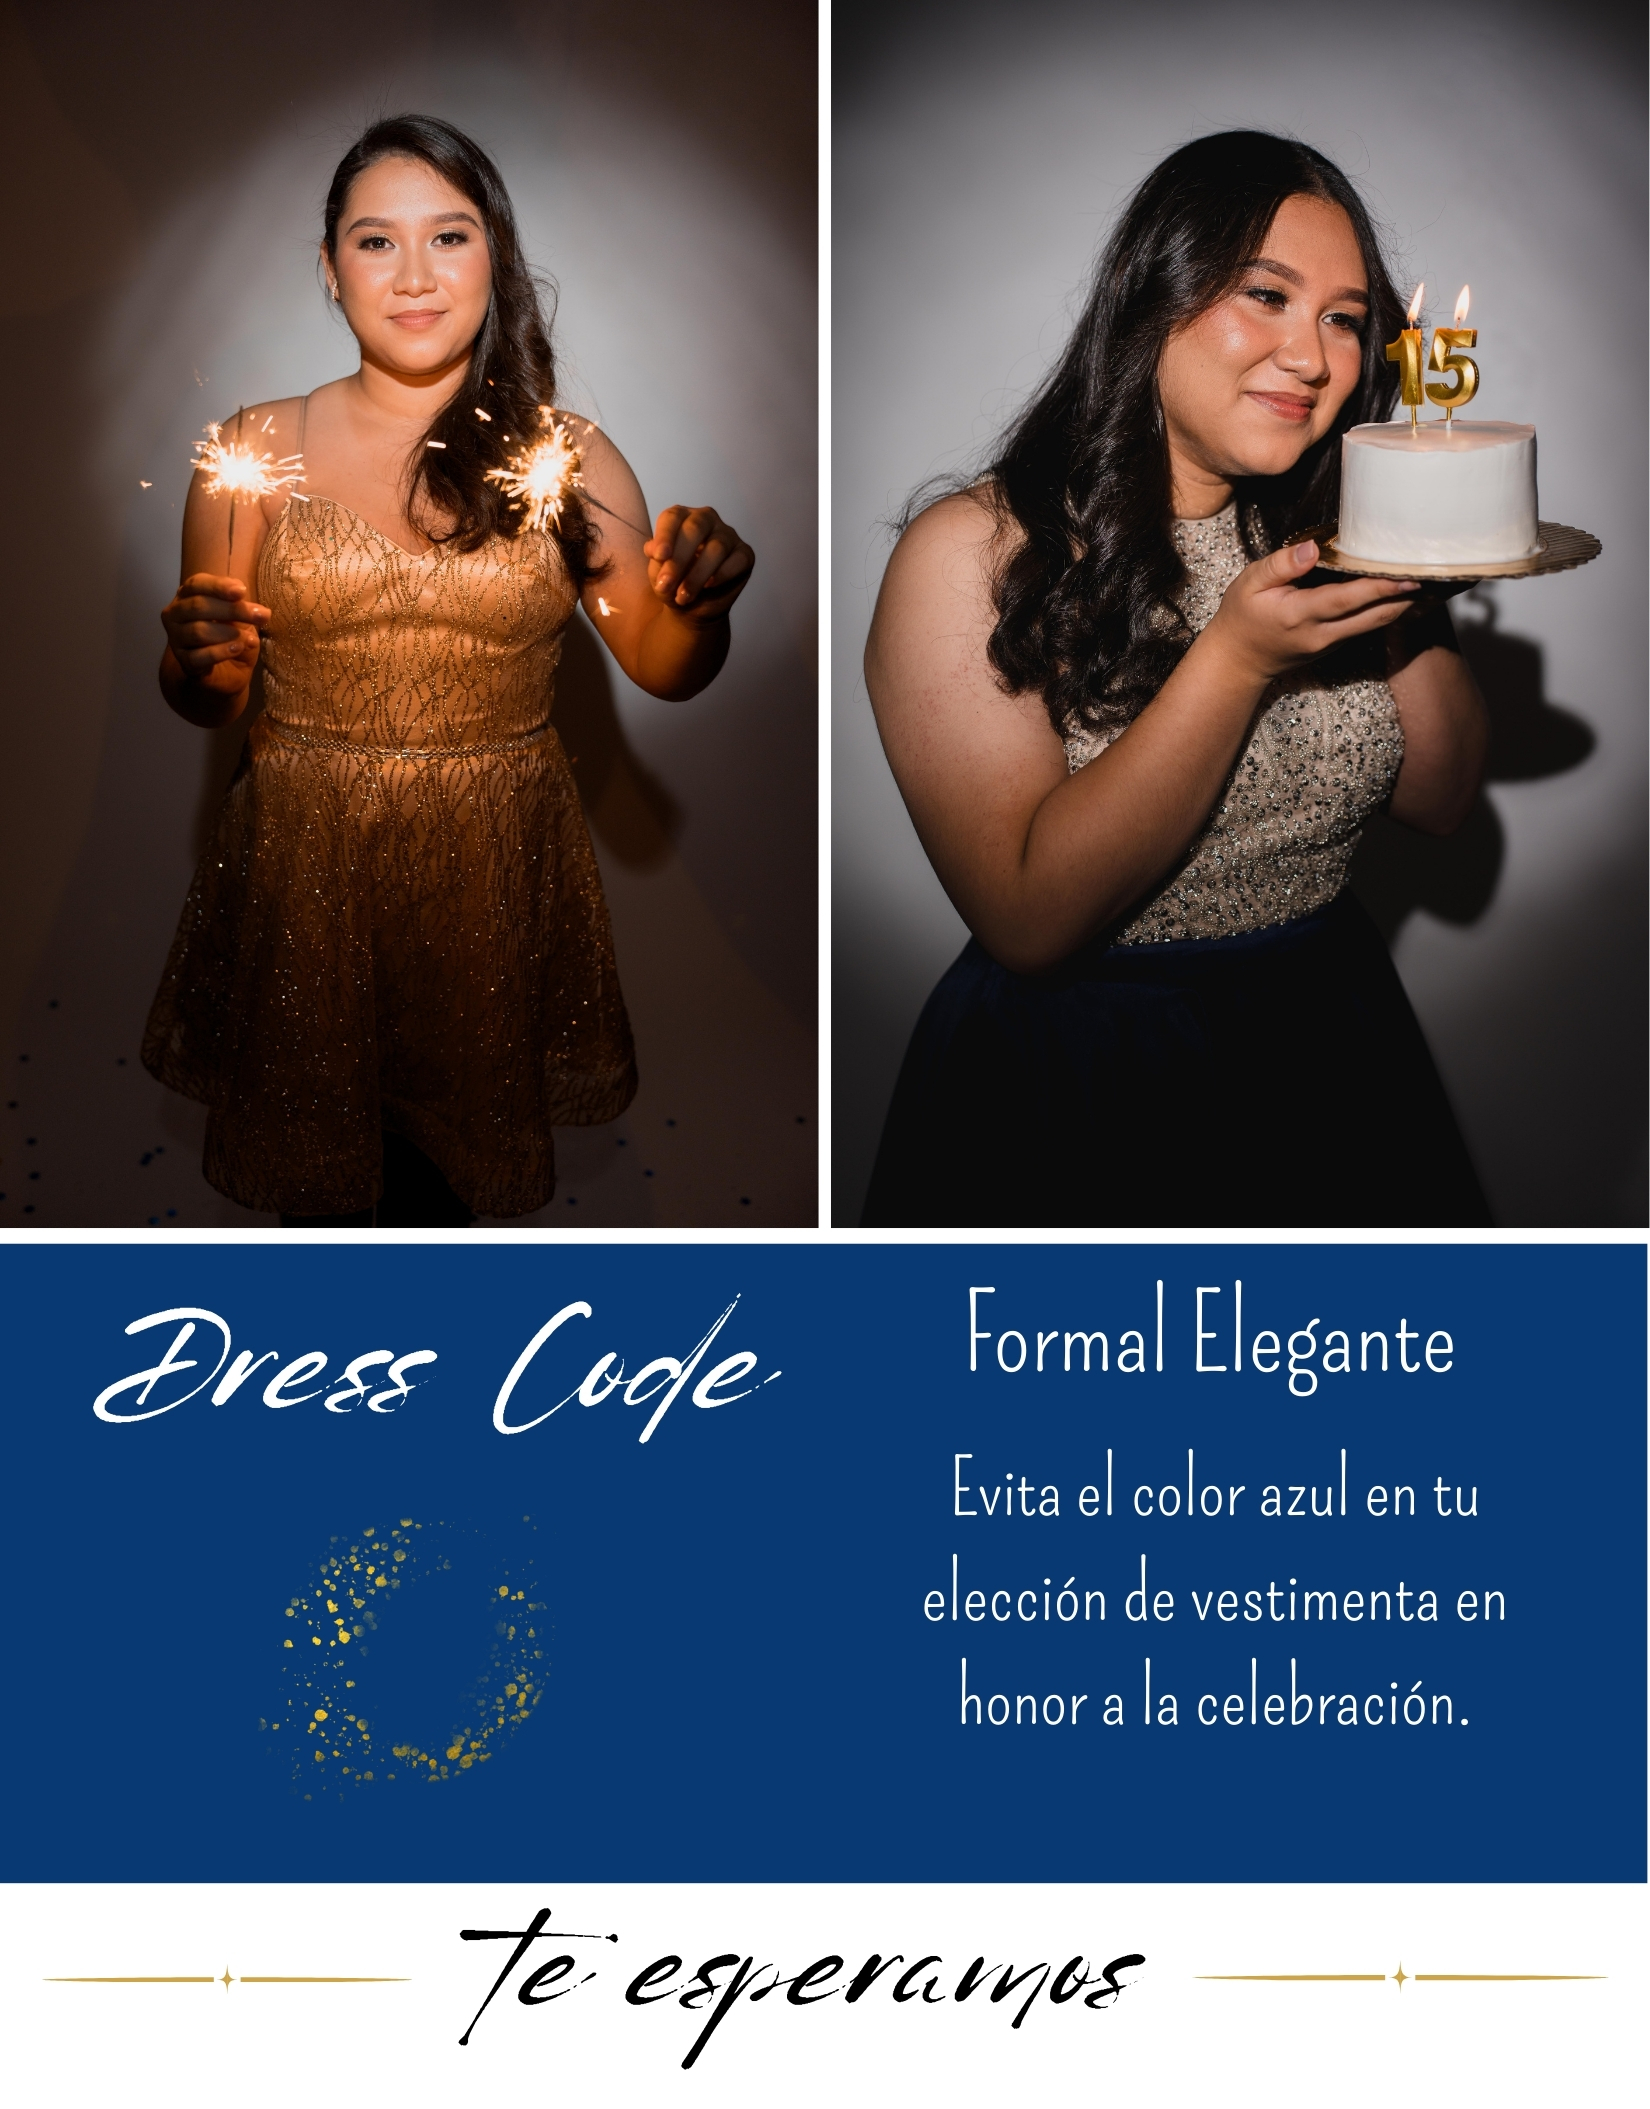 15
Dress Code
Formal Elegante
Evita el color azul en tu
elección de vestimenta en
honor a la celebración.
te esperamos